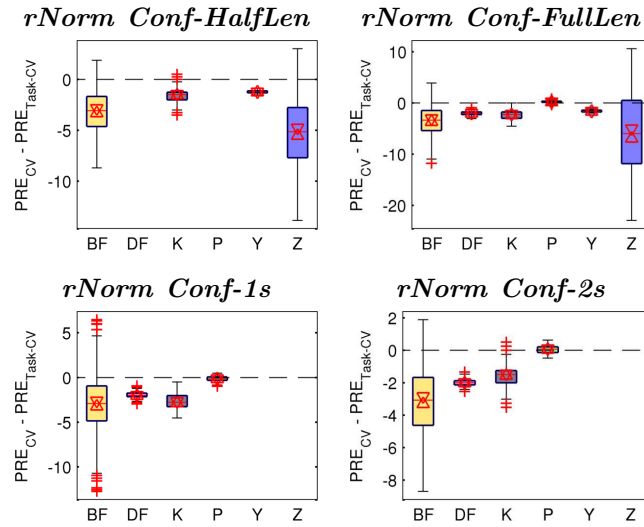 rNorm Conf-HalfLen
PRE_CV - PRE_Task-CV
0
-5
-10
BF DF K P Y Z
rNorm Conf-FullLen
PRE_CV - PRE_Task-CV
10
0
-10
-20
BF DF K P Y Z
rNorm Conf-1s
PRE_CV - PRE_Task-CV
5
0
-5
-10
BF DF K P Y Z
rNorm Conf-2s
PRE_CV - PRE_Task-CV
2
0
-2
-4
-6
-8
BF DF K P Y Z